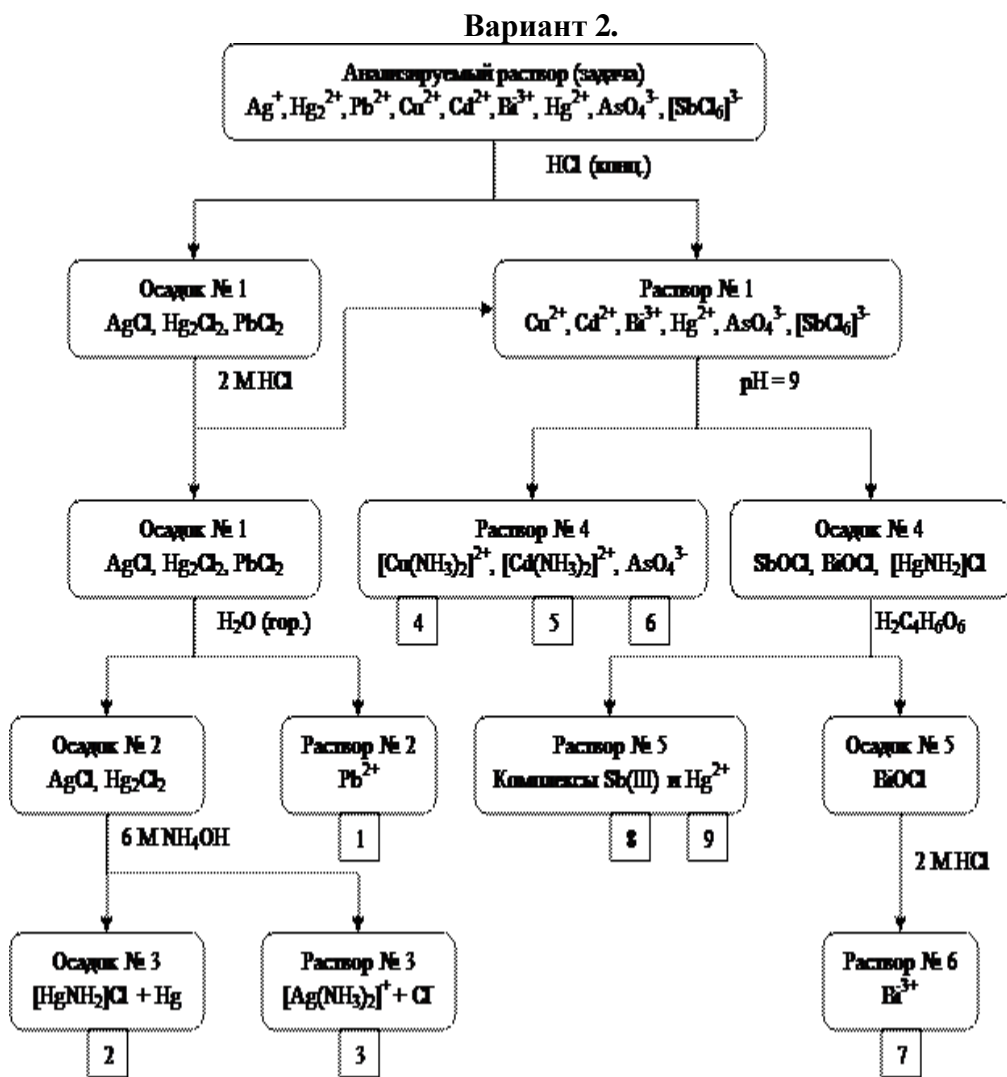 Вариант 2.
Анализируемый раствор (задача)
Ag⁺, Hg₂²⁺, Pb²⁺, Cu²⁺, Cd²⁺, Bi³⁺, Hg²⁺, AsO₄³⁻, [SbCl₆]³⁻
HCl (конц.)
Осадок № 1
AgCl, Hg₂Cl₂, PbCl₂
Раствор № 1
Cu²⁺, Cd²⁺, Bi³⁺, Hg²⁺, AsO₄³⁻, [SbCl₆]³⁻
2 M HCl
pH = 9
Осадок № 1
AgCl, Hg₂Cl₂, PbCl₂
Раствор № 4
[Cu(NH₃)₂]²⁺, [Cd(NH₃)₂]²⁺, AsO₄³⁻
Осадок № 4
SbOCl, BiOCl, [HgNH₂]Cl
H₂O (гор.)
4
5
6
H₂C₄H₆O₆
Осадок № 2
AgCl, Hg₂Cl₂
Раствор № 2
Pb²⁺
Раствор № 5
Комплексы Sb(III) и Hg²⁺
Осадок № 5
BiOCl
6 M NH₄OH
1
8
9
2 M HCl
Осадок № 3
[HgNH₂]Cl + Hg
Раствор № 3
[Ag(NH₃)₂]⁺ + Cl⁻
Раствор № 6
Bi³⁺
2
3
7